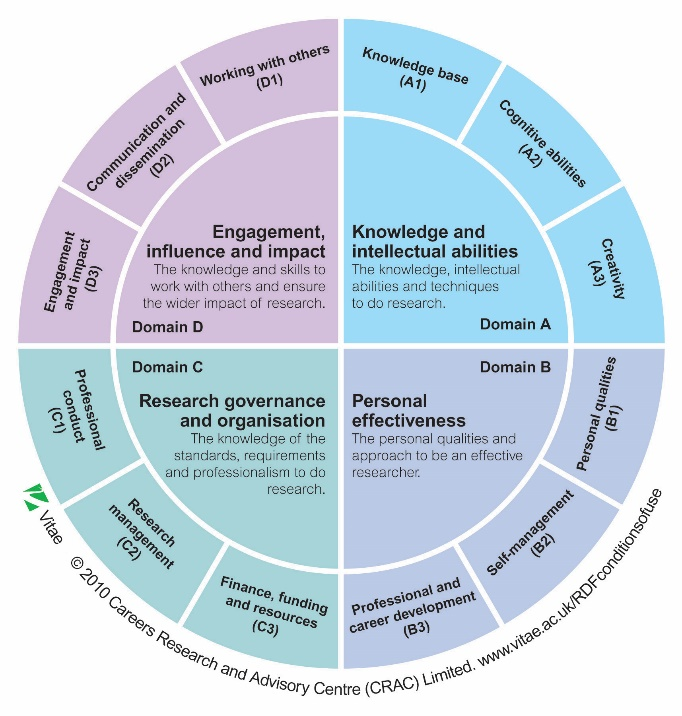 Working with others
(D1)
Knowledge base
(A1)
Communication and
dissemination
(D2)
Cognitive abilities
(A2)
Engagement
and impact
(D3)
Creativity
(A3)
Engagement,
influence and impact
The knowledge and skills to
work with others and ensure
the wider impact of research.
Domain D
Knowledge and
intellectual abilities
The knowledge, intellectual
abilities and techniques
to do research.
Domain A
Domain C
Research governance
and organisation
The knowledge of the
standards, requirements
and professionalism to do
research.
Domain B
Personal
effectiveness
The personal qualities and
approach to be an effective
researcher.
Professional
conduct
(C1)
Personal qualities
(B1)
Research
management
(C2)
Self-management
(B2)
Finance, funding
and resources
(C3)
Professional and
career development
(B3)
Vitae
© 2010 Careers Research and Advisory Centre (CRAC) Limited. www.vitae.ac.uk/RDFconditionsofuse